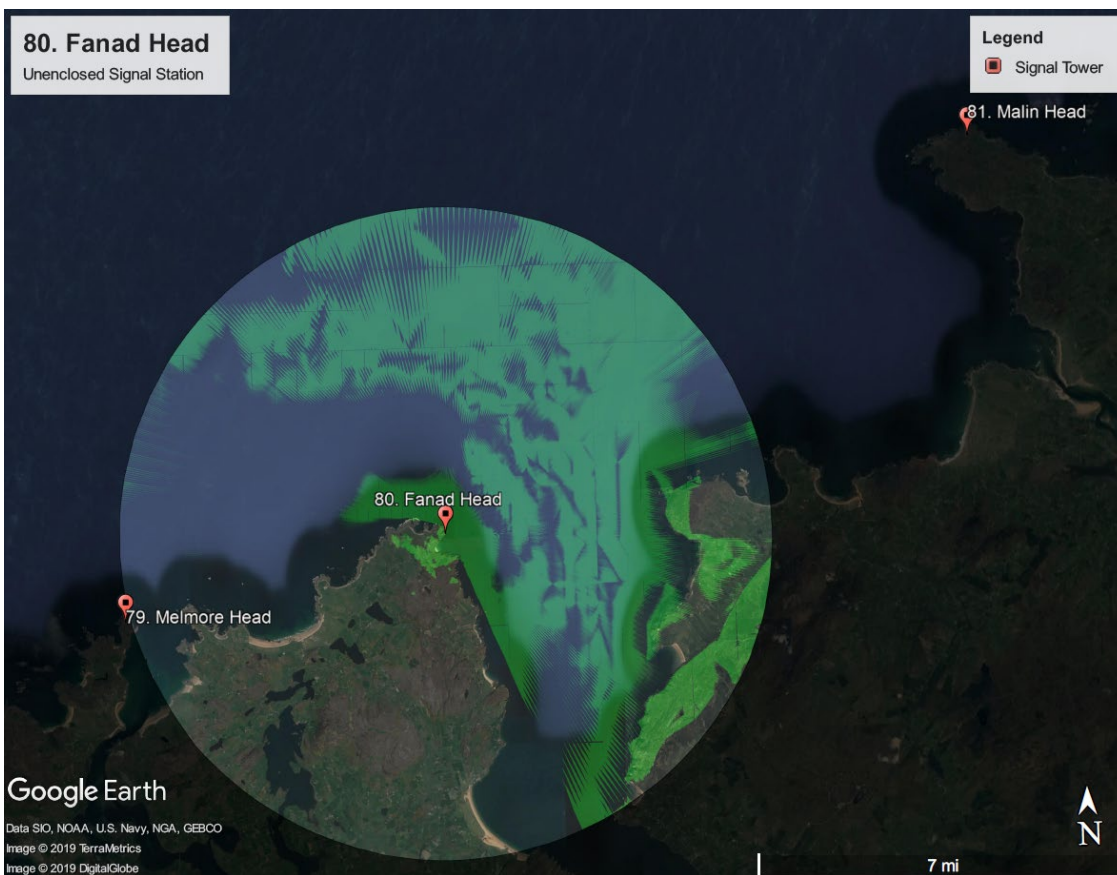 80. Fanad Head
Unenclosed Signal Station
Legend
Signal Tower
81. Malin Head
80. Fanad Head
79. Melmore Head
Google Earth
Data SIO, NOAA, U.S. Navy, NGA, GEBCO
Image © 2019 TerraMetrics
Image © 2019 DigitalGlobe
N
7 mi